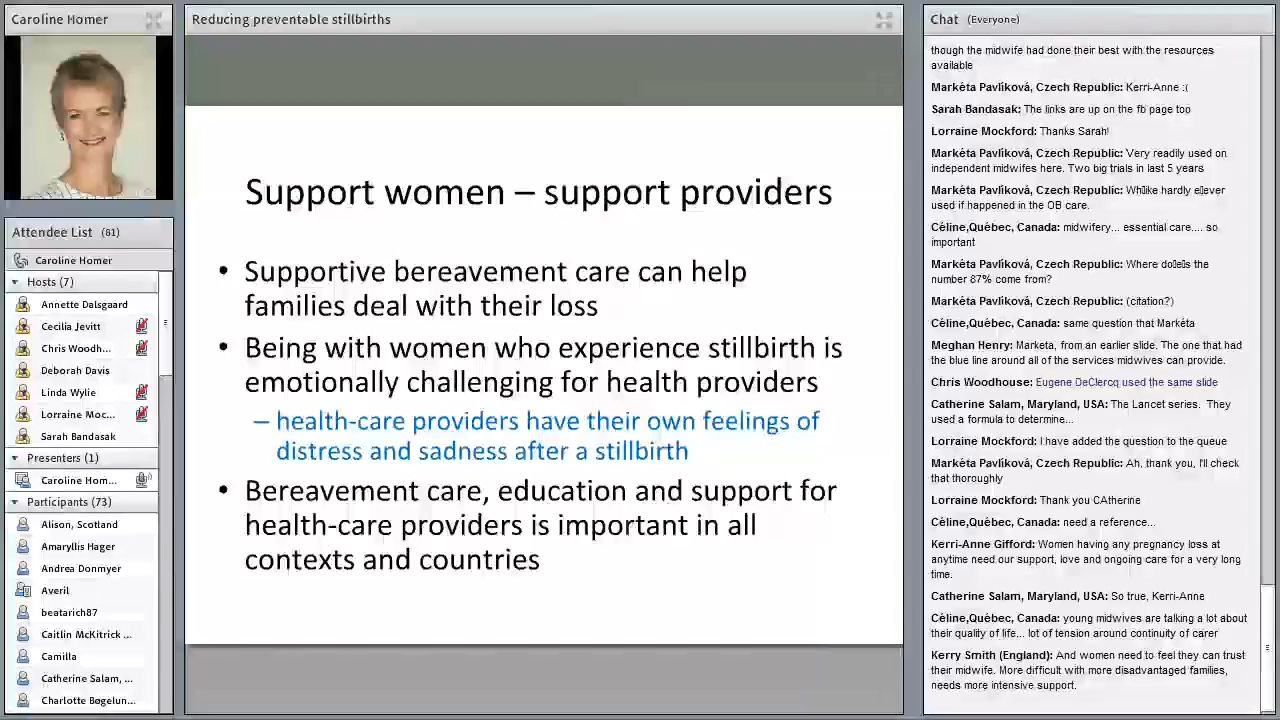 Caroline Homer
Attendee List (81)
Caroline Homer
Hosts (7)
Annette Dalsgaard
Cecilia Jevitt
Chris Woodh...
Deborah Davis
Linda Wylie
Lorraine Moc...
Sarah Bandasak
Presenters (1)
Caroline Hom...
Participants (73)
Alison, Scotland
Amaryllis Hager
Andrea Donmyer
Averil
beatarich87
Caitlin McKitrick ...
Camilla
Catherine Salam, ...
Charlotte Bøgelun...
Reducing preventable stillbirths
Support women – support providers
• Supportive bereavement care can help
families deal with their loss
• Being with women who experience stillbirth is
emotionally challenging for health providers
– health-care providers have their own feelings of
distress and sadness after a stillbirth
• Bereavement care, education and support for
health-care providers is important in all
contexts and countries
Chat (Everyone)
though the midwife had done their best with the resources
available
Markéta Pavlíková, Czech Republic: Kerri-Anne :(
Sarah Bandasak: The links are up on the fb page too
Lorraine Mockford: Thanks Sarah!
Markéta Pavlíková, Czech Republic: Very readily used on
independent midwifes here. Two big trials in last 5 years
Markéta Pavlíková, Czech Republic: Wh▯ike hardly e▯ever
used if happened in the OB care.
Céline,Québec, Canada: midwifery... essential care.... so
important
Markéta Pavlíková, Czech Republic: Where do▯e▯s the
number 87% come from?
Markéta Pavlíková, Czech Republic: (citation?)
Céline,Québec, Canada: same question that Markéta
Meghan Henry: Marketa, from an earlier slide. The one that had
the blue line around all of the services midwives can provide.
Chris Woodhouse: Eugene DeClercq used the same slide
Catherine Salam, Maryland, USA: The Lancet series. They
used a formula to determine...
Lorraine Mockford: I have added the question to the queue
Markéta Pavlíková, Czech Republic: Ah, thank you, I'll check
that thoroughly
Lorraine Mockford: Thank you CAtherine
Céline,Québec, Canada: need a reference...
Kerri-Anne Gifford: Women having any pregnancy loss at
anytime need our support, love and ongoing care for a very long
time.
Catherine Salam, Maryland, USA: So true, Kerri-Anne
Céline,Québec, Canada: young midwives are talking a lot about
their quality of life... lot of tension around continuity of carer
Kerry Smith (England): And women need to feel they can trust
their midwife. More difficult with more disadvantaged families,
needs more intensive support.